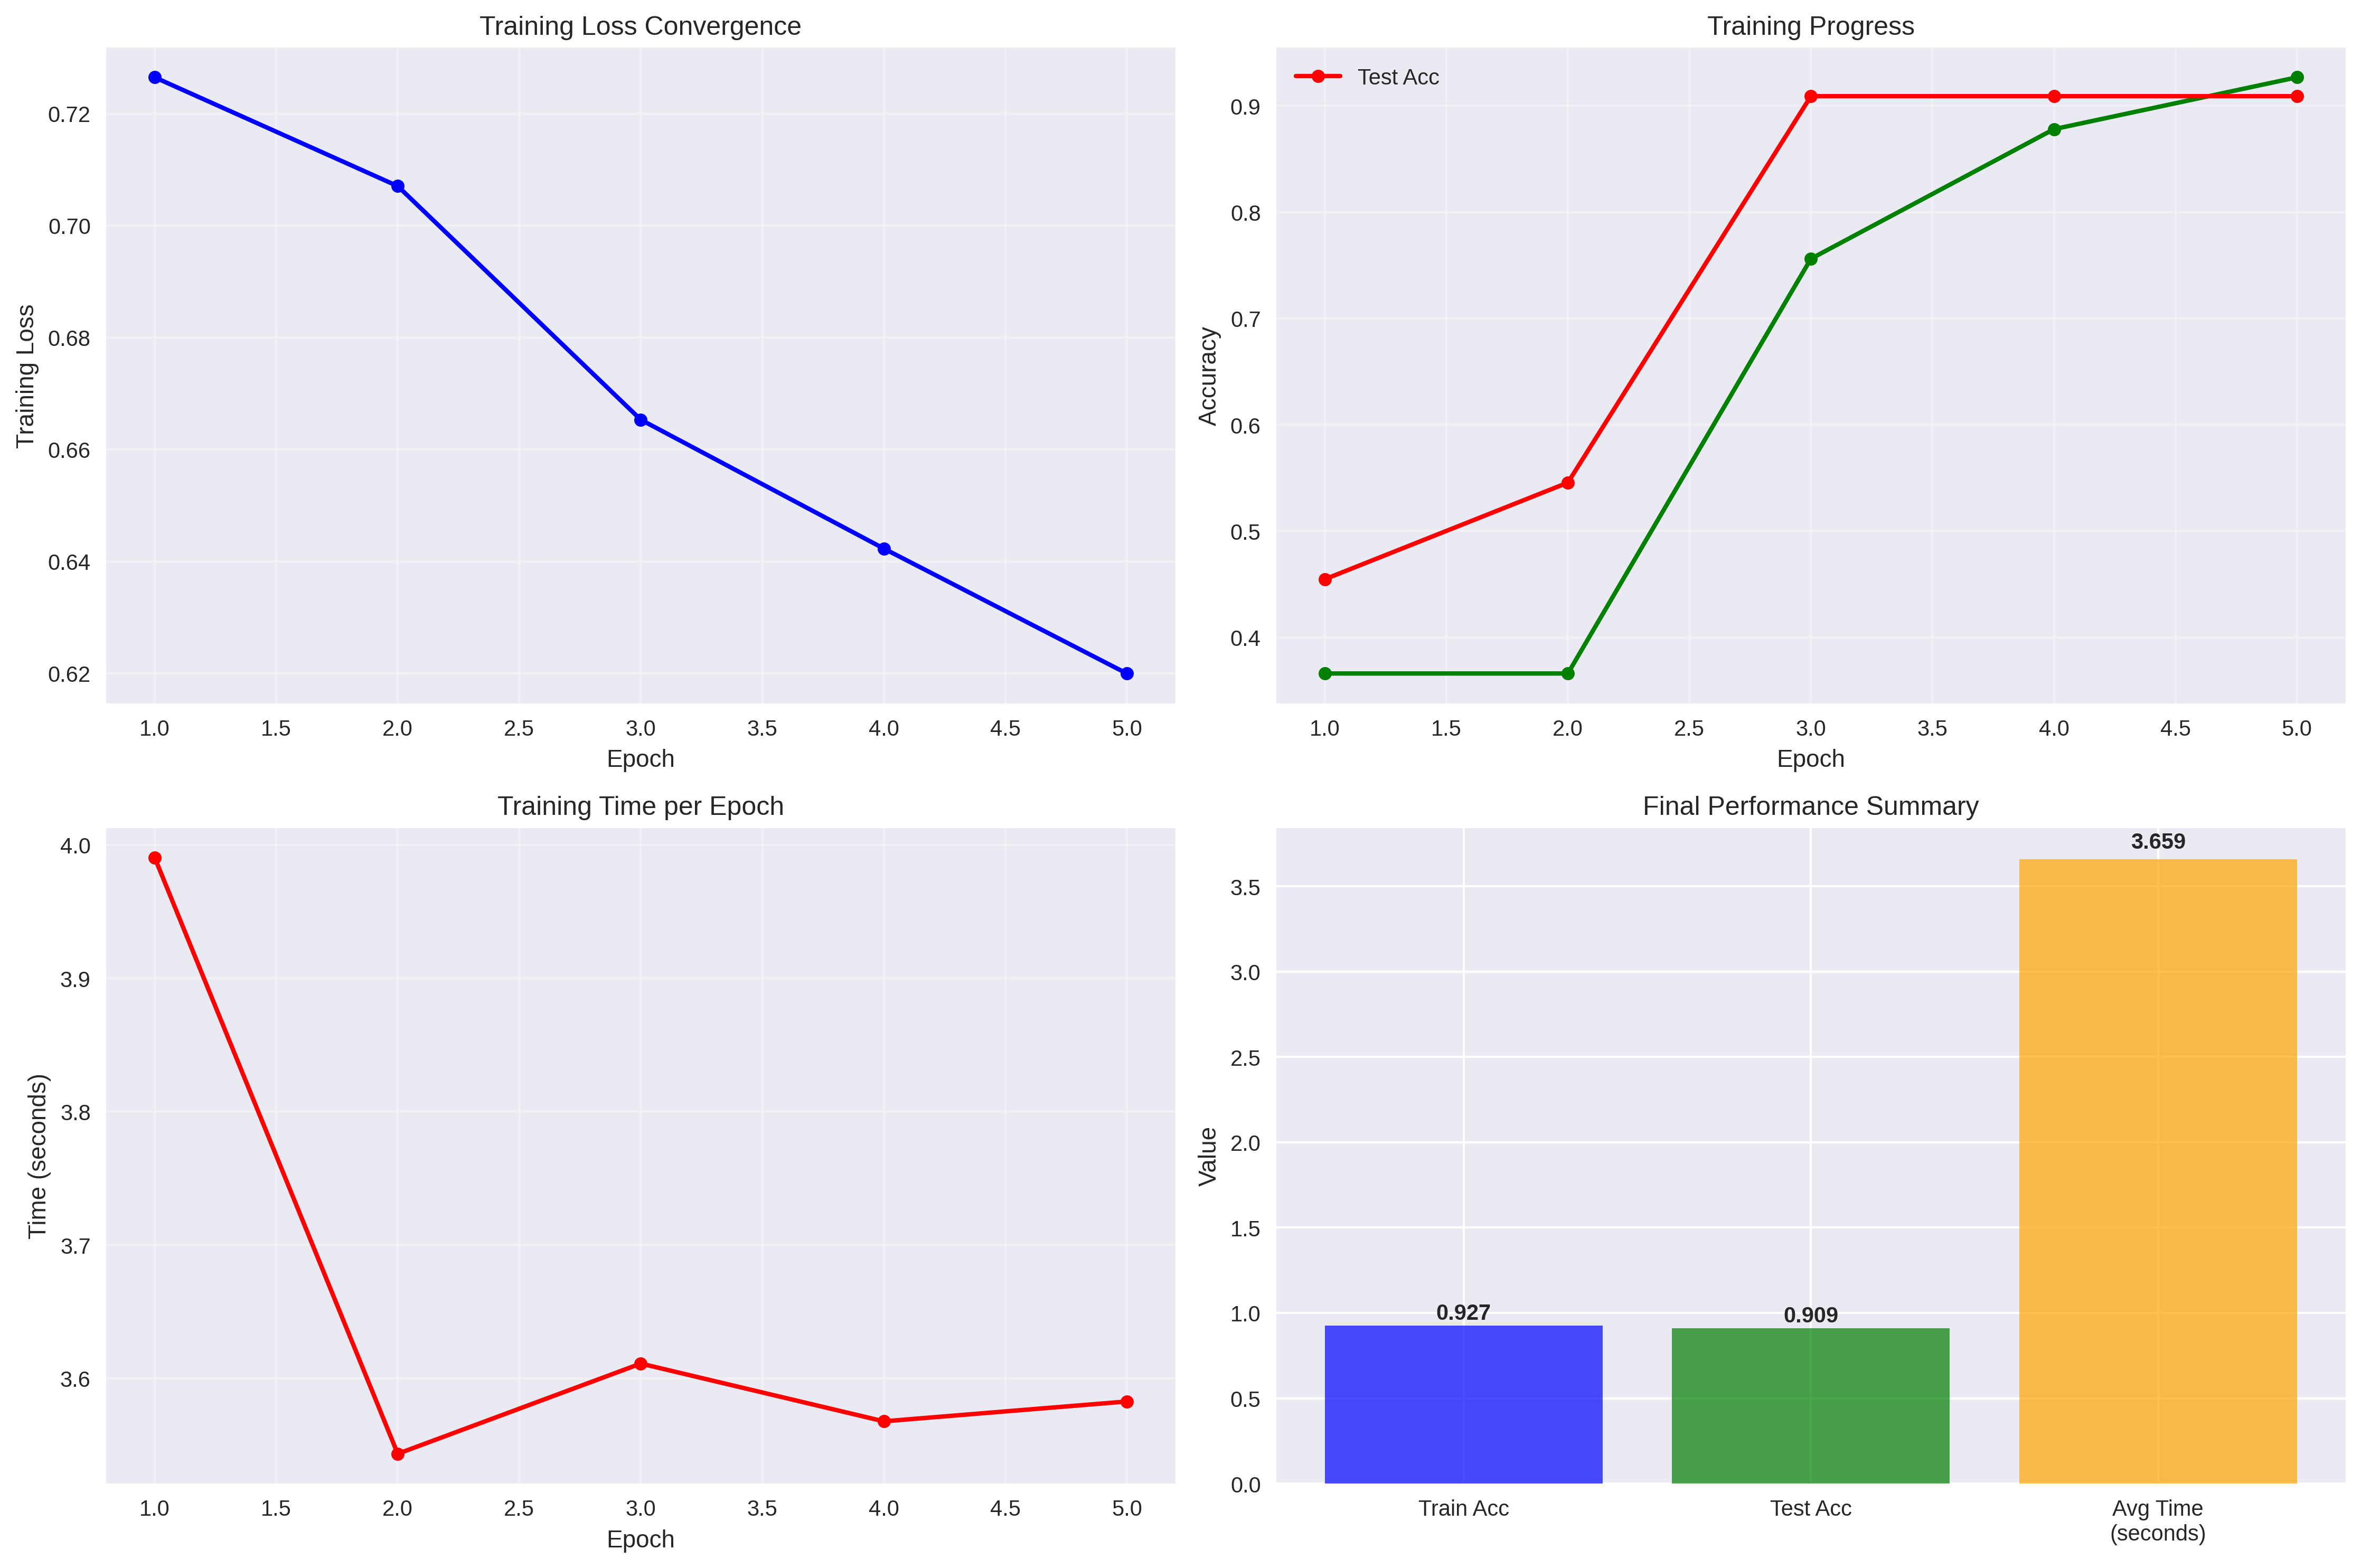 Training Loss Convergence
Training Loss
0.72
0.70
0.68
0.66
0.64
0.62
1.0 1.5 2.0 2.5 3.0 3.5 4.0 4.5 5.0
Epoch
Training Progress
Test Acc
Accuracy
0.9
0.8
0.7
0.6
0.5
0.4
1.0 1.5 2.0 2.5 3.0 3.5 4.0 4.5 5.0
Epoch
Training Time per Epoch
Time (seconds)
4.0
3.9
3.8
3.7
3.6
1.0 1.5 2.0 2.5 3.0 3.5 4.0 4.5 5.0
Epoch
Final Performance Summary
Value
3.5
3.0
2.5
2.0
1.5
1.0
0.5
0.0
0.927
0.909
3.659
Train Acc
Test Acc
Avg Time
(seconds)